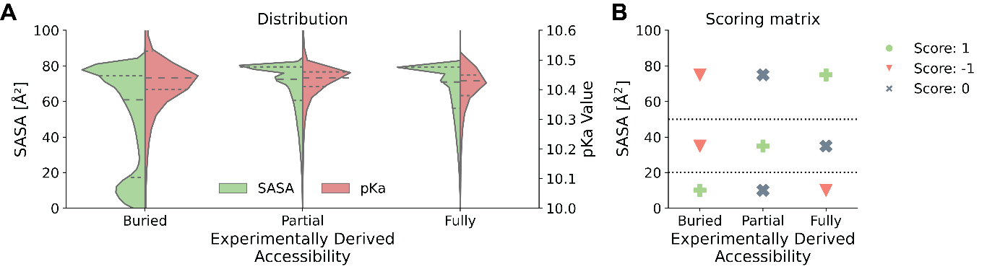 A
Distribution
SASA [Å²]
100
80
60
40
20
0
10.6
10.5
10.4
10.3
10.2
10.1
10.0
pKa Value
SASA
pKa
Buried
Partial
Fully
Experimentally Derived
Accessibility
B
Scoring matrix
SASA [Å²]
100
80
60
40
20
0
Buried
Partial
Fully
Experimentally Derived
Accessibility
Score: 1
Score: -1
Score: 0